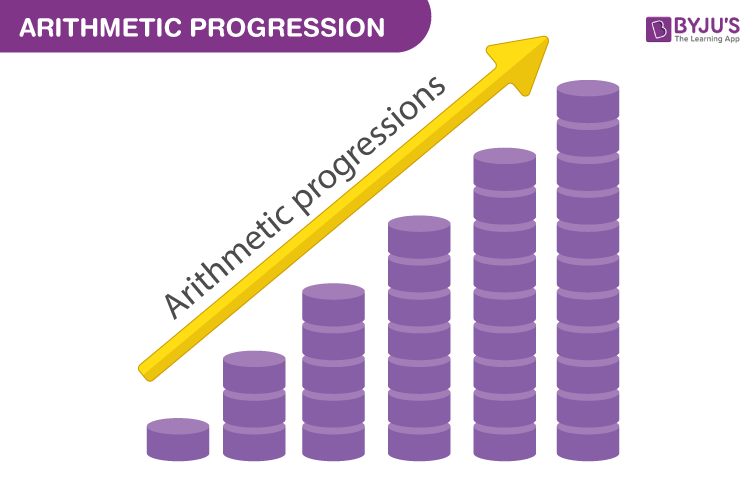 ARITHMETIC PROGRESSION
BYJU'S
The Learning App
Arithmetic progressions